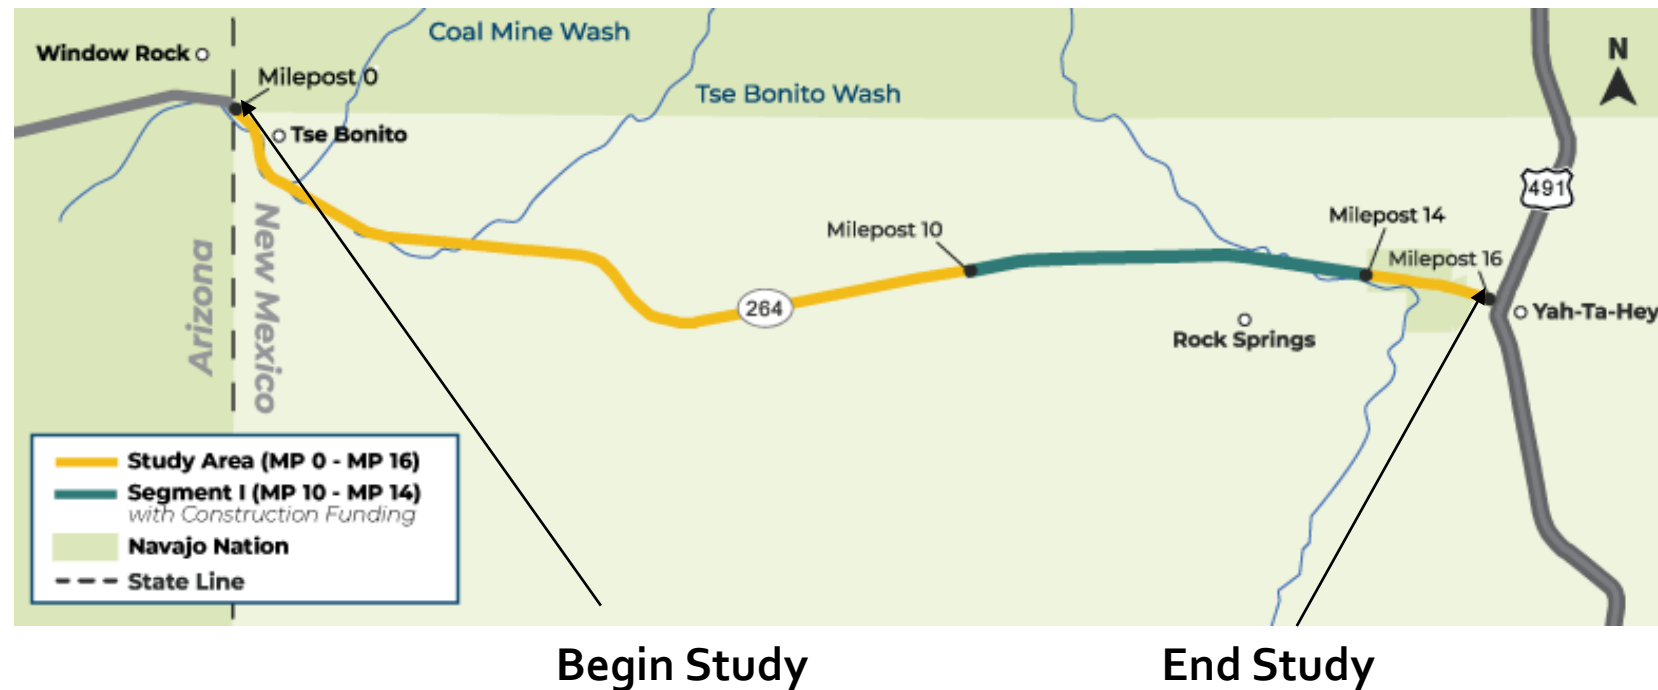 Coal Mine Wash
Window Rock
N
Milepost 0
Tse Bonito Wash
Tse Bonito
491
Milepost 14
Milepost 10
Milepost 16
Arizona
New Mexico
264
Yah-Ta-Hey
Rock Springs
Study Area (MP 0 - MP 16)
Segment I (MP 10 - MP 14)
with Construction Funding
Navajo Nation
State Line
Begin Study
End Study